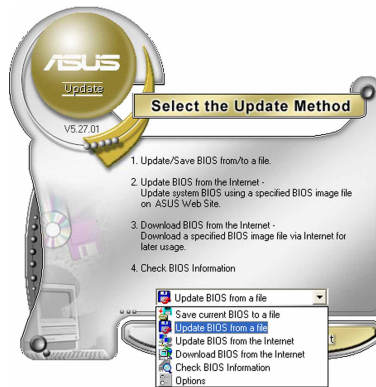 ASUS
Update
Select the Update Method
V5.27.01
1. Update/Save BIOS from/to a file.
2. Update BIOS from the Internet -
Update system BIOS using a specified BIOS image file
on ASUS Web Site.
3. Download BIOS from the Internet -
Download a specified BIOS image file via Internet for
later usage.
4. Check BIOS Information
Update BIOS from a file
Save current BIOS to a file
Update BIOS from a file
Update BIOS from the Internet
Download BIOS from the Internet
Check BIOS Information
Options